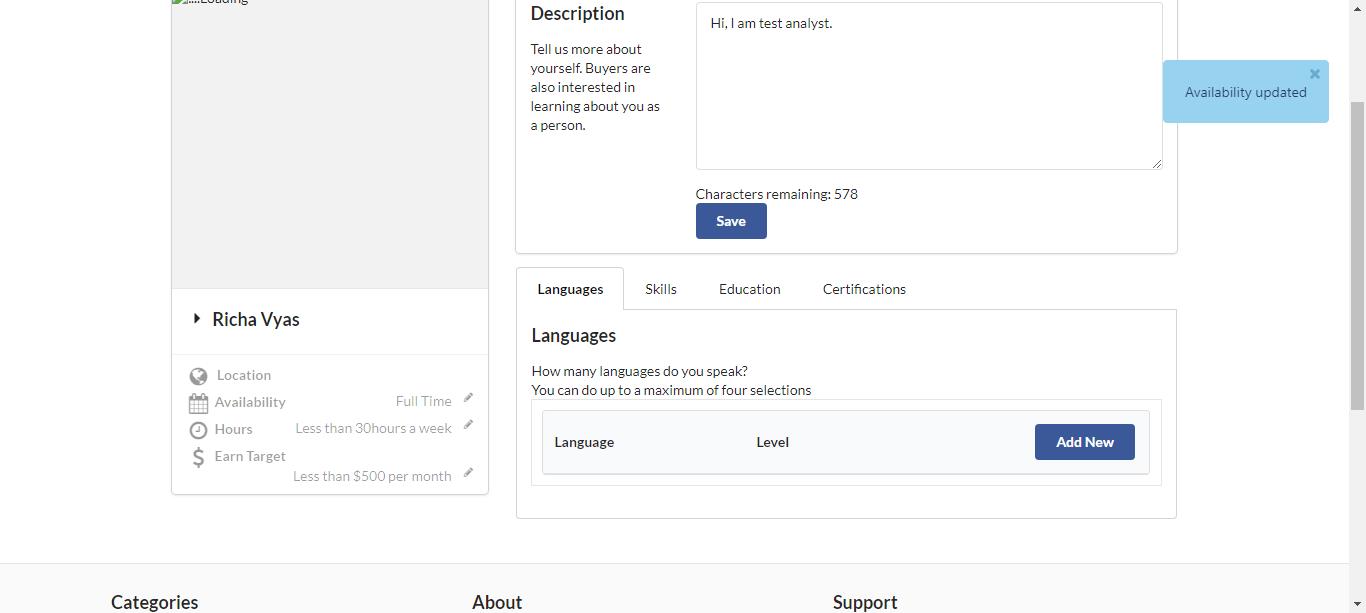 ....Loading
Description
Tell us more about
yourself. Buyers are
also interested in
learning about you as
a person.
Hi, I am test analyst.
Characters remaining: 578
Save
Availability updated
Richa Vyas
Location
Availability Full Time
Hours Less than 30hours a week
Earn Target
Less than $500 per month
Languages Skills Education Certifications
Languages
How many languages do you speak?
You can do up to a maximum of four selections
Language Level Add New
Categories About Support